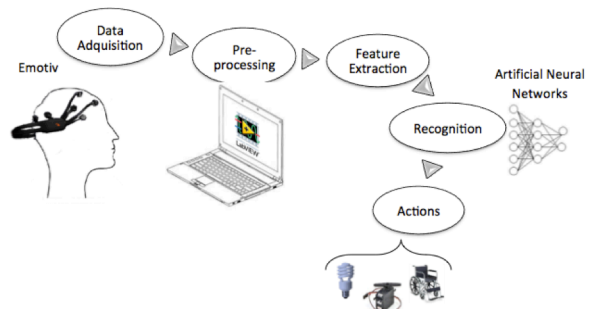 Data
Adquisition
Pre-
processing
Feature
Extraction
Emotiv
Artificial Neural
Networks
Recognition
LabVIEW
Actions